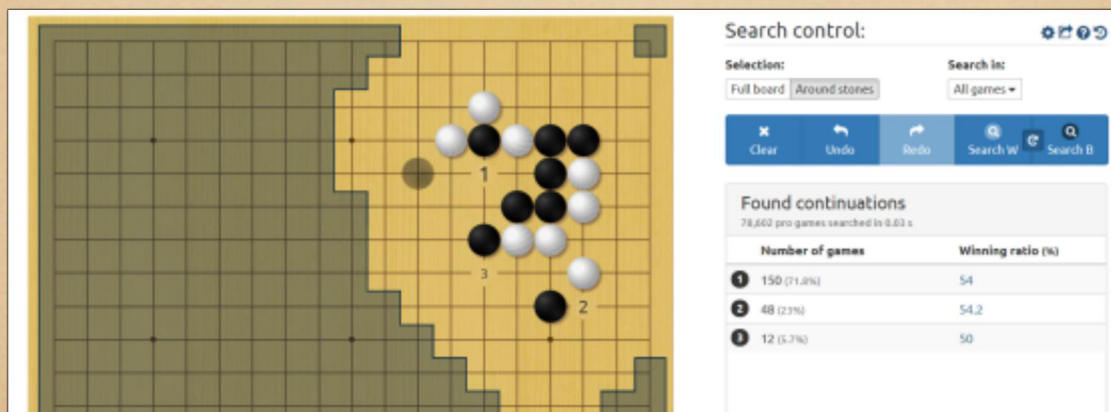 Search control:
Selection:
Search in:
Full board Around stones
All games
Clear Undo Redo Search W Search B
Found continuations
78,602 pro games searched in 0.03 s
Number of games Winning ratio (%)
1 150 (71.8%) 54
2 48 (23%) 54.2
3 12 (5.7%) 50
1
3
2